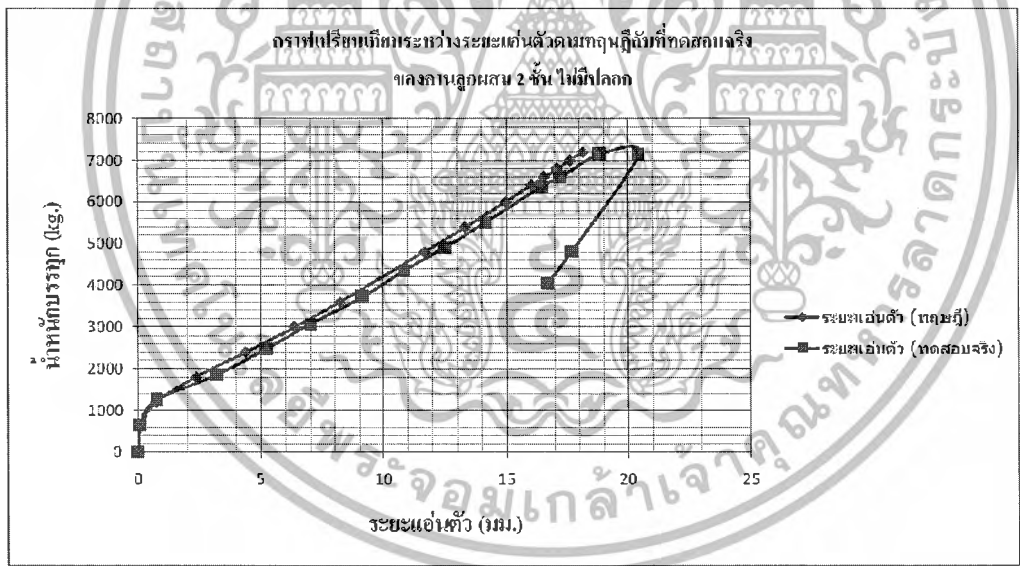 กราฟเปรียบเทียบระหว่างระยะแอ่นตัวตามทฤษฎีกับที่ทดสอบจริง
ของคานลูกผสม 2 ชั้น ไม่มีปลอก
8000
7000
6000
5000
4000
3000
2000
1000
0
0 5 10 15 20 25
น้ำหนักบรรทุก (kg.)
ระยะแอ่นตัว (มม.)
ระยะแอ่นตัว (ทฤษฎี)
ระยะแอ่นตัว (ทดสอบจริง)